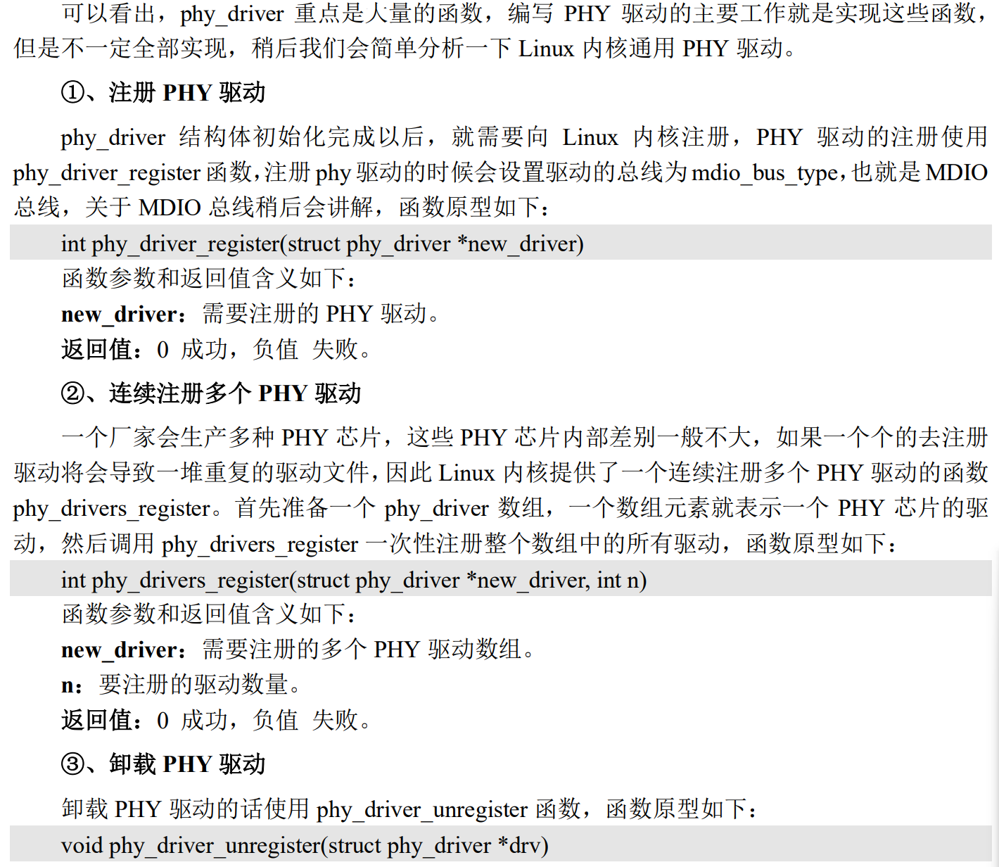 可以看出，phy_driver 重点是大量的函数，编写 PHY 驱动的主要工作就是实现这些函数，
但是不一定全部实现，稍后我们会简单分析一下 Linux 内核通用 PHY 驱动。
①、注册 PHY 驱动
phy_driver 结构体初始化完成以后，就需要向 Linux 内核注册，PHY 驱动的注册使用
phy_driver_register 函数，注册 phy 驱动的时候会设置驱动的总线为 mdio_bus_type，也就是 MDIO
总线，关于 MDIO 总线稍后会讲解，函数原型如下：
int phy_driver_register(struct phy_driver *new_driver)
函数参数和返回值含义如下：
new_driver：需要注册的 PHY 驱动。
返回值：0 成功，负值 失败。
②、连续注册多个 PHY 驱动
一个厂家会生产多种 PHY 芯片，这些 PHY 芯片内部差别一般不大，如果一个个的去注册
驱动将会导致一堆重复的驱动文件，因此 Linux 内核提供了一个连续注册多个 PHY 驱动的函数
phy_drivers_register。首先准备一个 phy_driver 数组，一个数组元素就表示一个 PHY 芯片的驱
动，然后调用 phy_drivers_register 一次性注册整个数组中的所有驱动，函数原型如下：
int phy_drivers_register(struct phy_driver *new_driver, int n)
函数参数和返回值含义如下：
new_driver：需要注册的多个 PHY 驱动数组。
n：要注册的驱动数量。
返回值：0 成功，负值 失败。
③、卸载 PHY 驱动
卸载 PHY 驱动的话使用 phy_driver_unregister 函数，函数原型如下：
void phy_driver_unregister(struct phy_driver *drv)